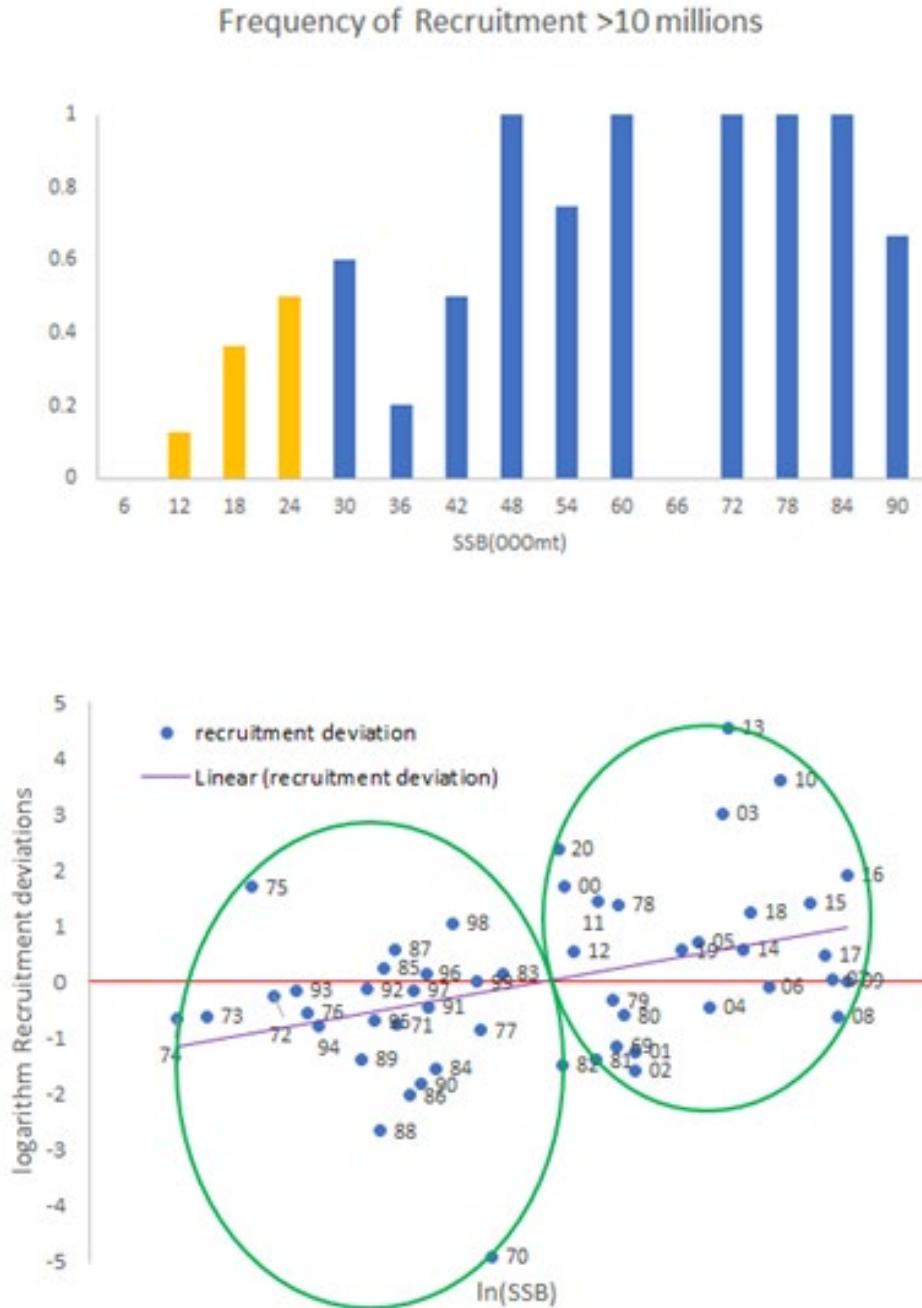 Frequency of Recruitment >10 millions
1
0.8
0.6
0.4
0.2
0
6 12 18 24 30 36 42 48 54 60 66 72 78 84 90
SSB(000mt)
5
4
3
2
1
0
-1
-2
-3
-4
-5
logarithm Recruitment deviations
recruitment deviation
Linear (recruitment deviation)
13
10
03
20
16
75 00
15
78
18
98 11
05
87 12 19 14 17
85 96 83
93 92 97 99 06 09
79
76 91 04
73 72 95 71 80 08
74 94 77 69 01
89 84 82 81 02
90
86
88
70
ln(SSB)